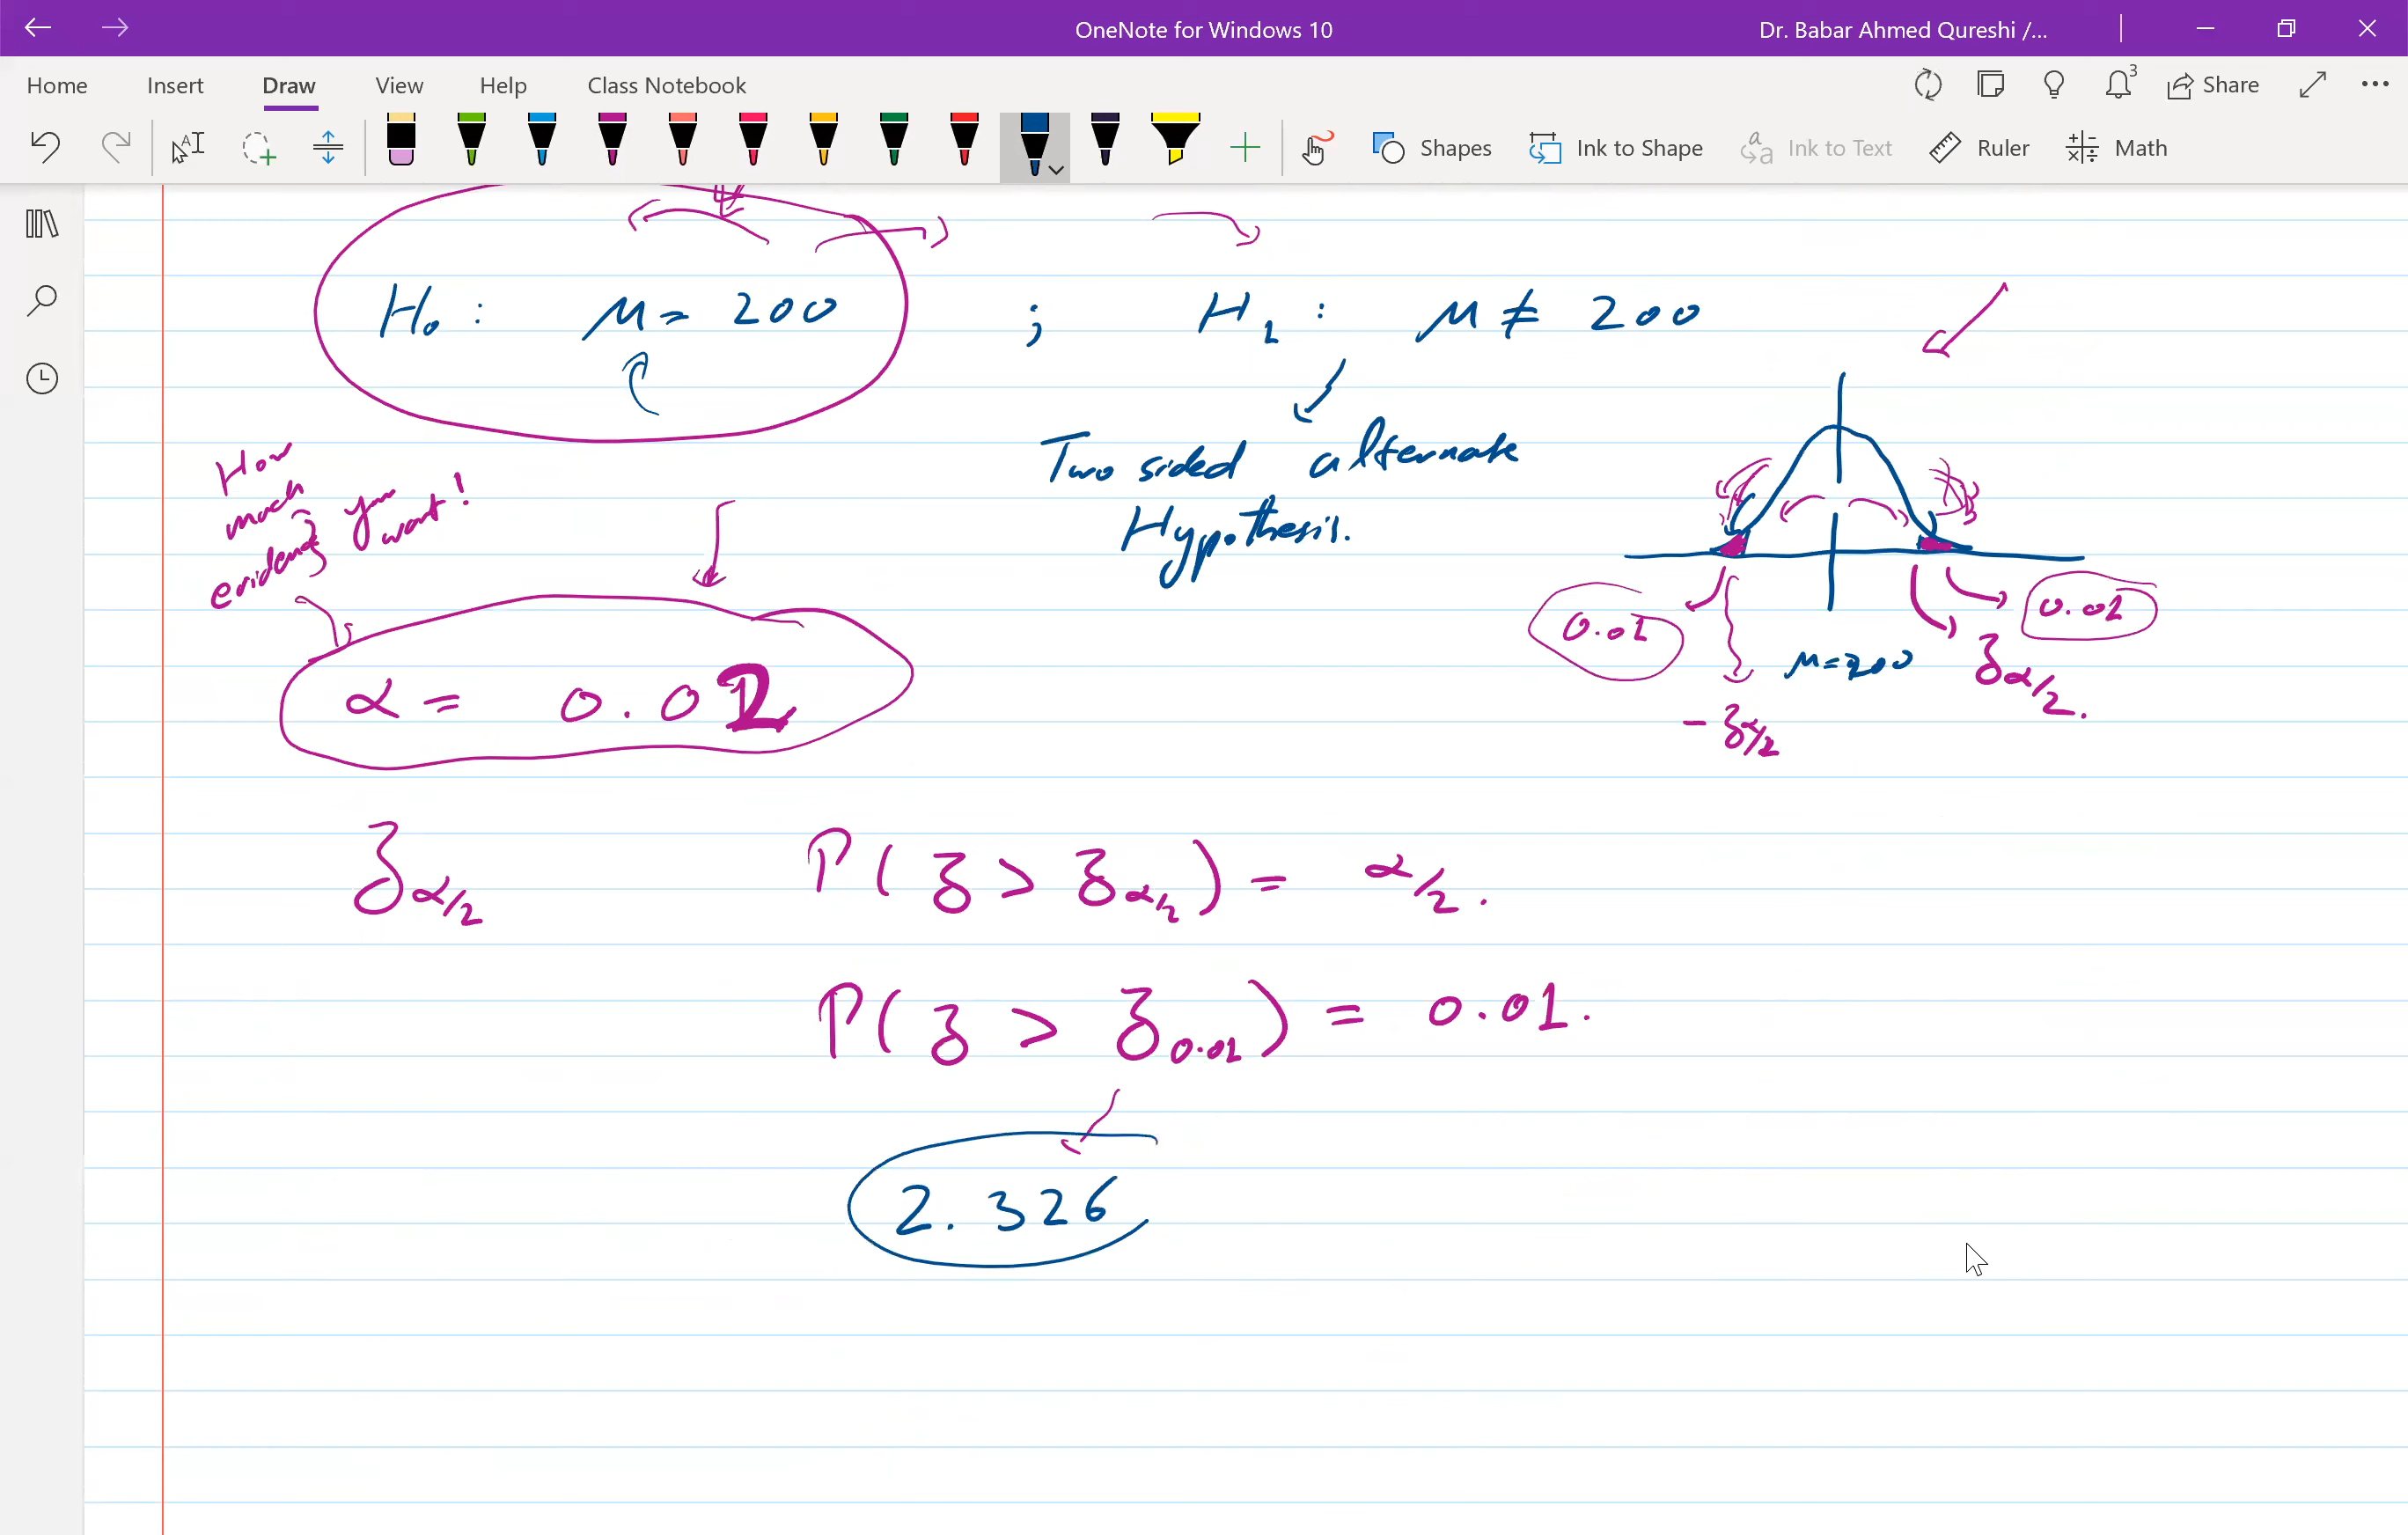 OneNote for Windows 10
Dr. Babar Ahmed Qureshi /...
Home Insert Draw View Help Class Notebook
3 Share
Shapes Ink to Shape Ink to Text Ruler Math
H₀ : μ = 200 ; H₁ : μ ≠ 200
Two sided alternate
Hypothesis.
How
much
evidence you want!
α = 0.02
0.01 0.01
μ = 200
- z α/2 z α/2.
z α/2 P( z > z α/2 ) = α/2.
P( z > z 0.01 ) = 0.01.
2.326